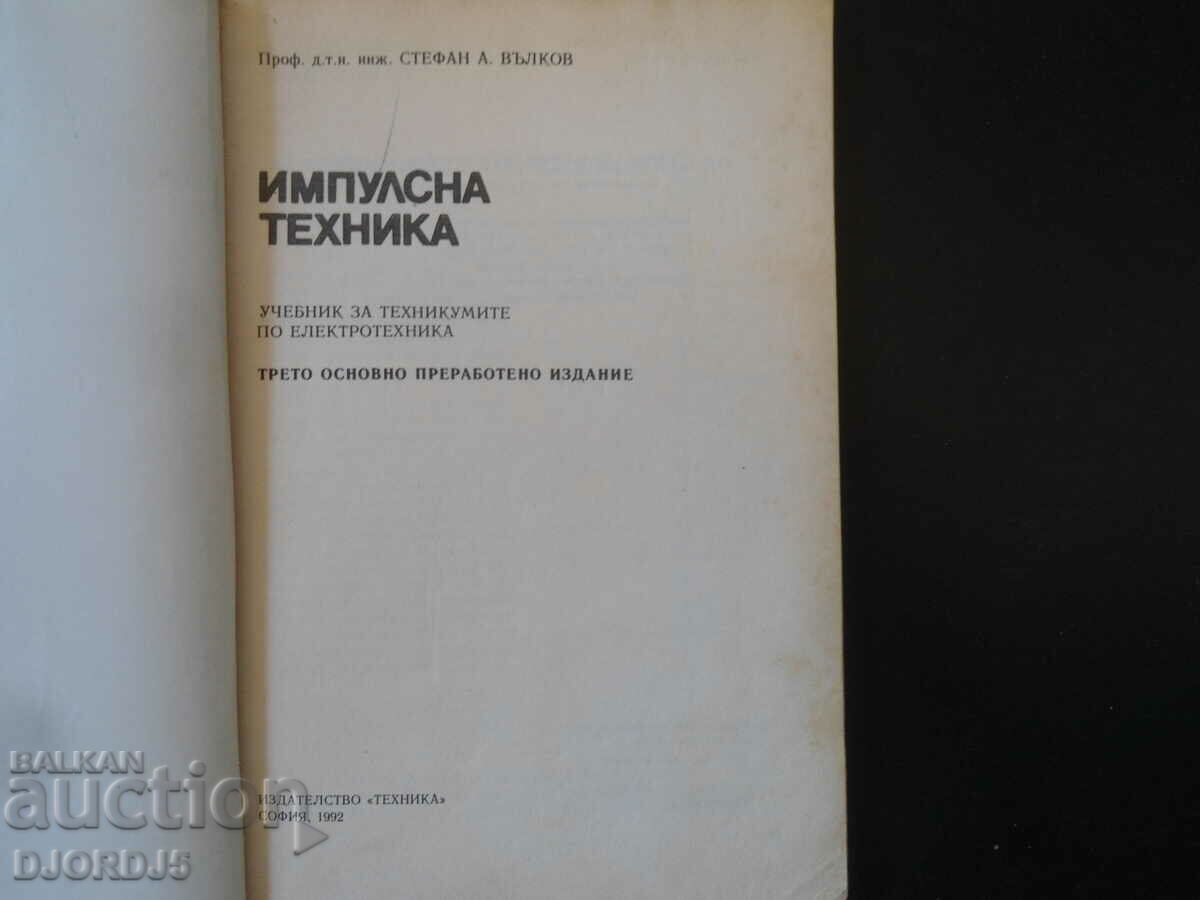 Проф. д.т.н. инж. СТЕФАН А. ВЪЛКОВ
ИМПУЛСНА
ТЕХНИКА
УЧЕБНИК ЗА ТЕХНИКУМИТЕ
ПО ЕЛЕКТРОТЕХНИКА
ТРЕТО ОСНОВНО ПРЕРАБОТЕНО ИЗДАНИЕ
ИЗДАТЕЛСТВО «ТЕХНИКА»
СОФИЯ, 1992
BALKAN
auction
DJORDJ5